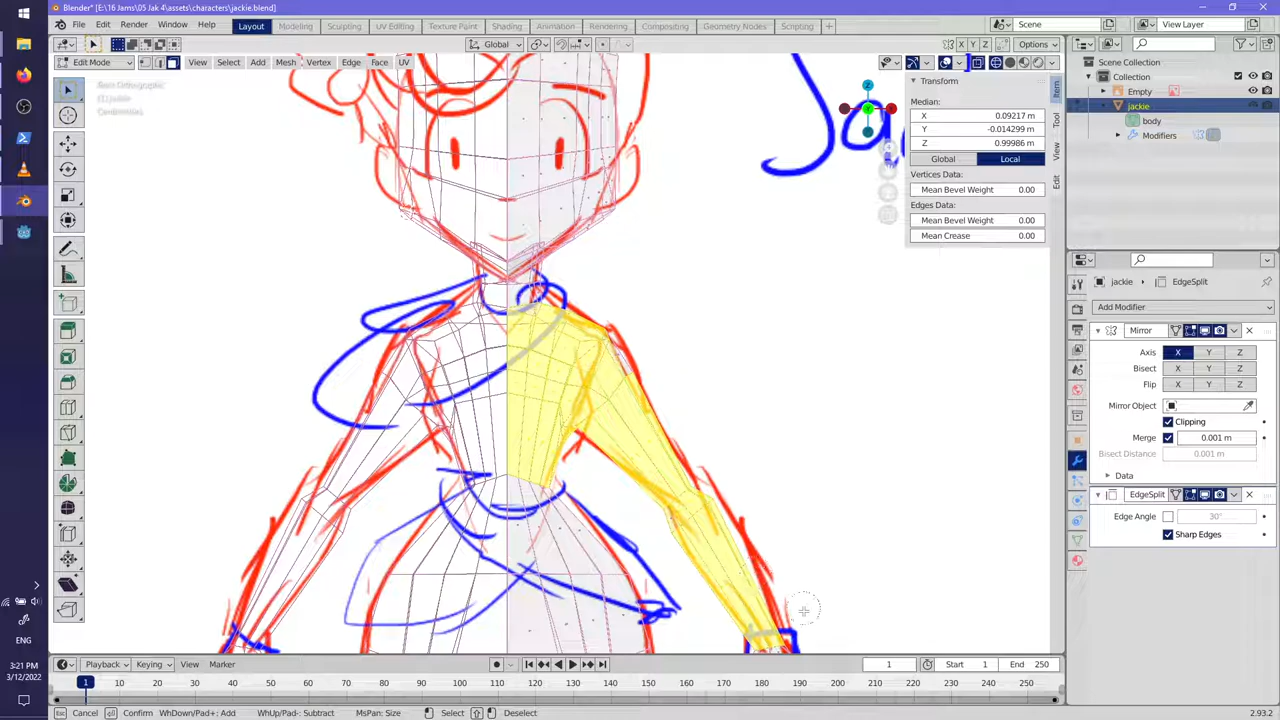 Blender* [E:\16 Jams\05 Jak 4\assets\characters\jackie.blend]
File Edit Render Window Help Layout Modeling Sculpting UV Editing Texture Paint Shading Animation Rendering Compositing Geometry Nodes Scripting Scene View Layer
Global X Y Z Options
Edit Mode View Select Add Mesh Vertex Edge Face UV
Scene Collection
Collection
Empty
jackie
body
Modifiers
Transform
Median:
X 0.09217 m
Y -0.014299 m
Z 0.99986 m
Global Local
Vertices Data:
Mean Bevel Weight 0.00
Edges Data:
Mean Bevel Weight 0.00
Mean Crease 0.00
Item
Tool
View
Edit
Z
jackie EdgeSplit
Add Modifier
Mirror
Axis X Y Z
Bisect X Y Z
Flip X Y Z
Mirror Object
Clipping
Merge 0.001 m
Bisect Distance 0.001 m
Data
EdgeSplit
Edge Angle 30°
Sharp Edges
ENG
3:21 PM
3/12/2022
Playback Keying View Marker 1 Start 1 End 250
1 10 20 30 40 50 60 70 80 90 100 110 120 130 140 150 160 170 180 190 200 210 220 230 240 250
Esc Cancel Confirm WhDown/Pad+: Add WhUp/Pad-: Subtract MsPan: Size Select Deselect 2.93.2